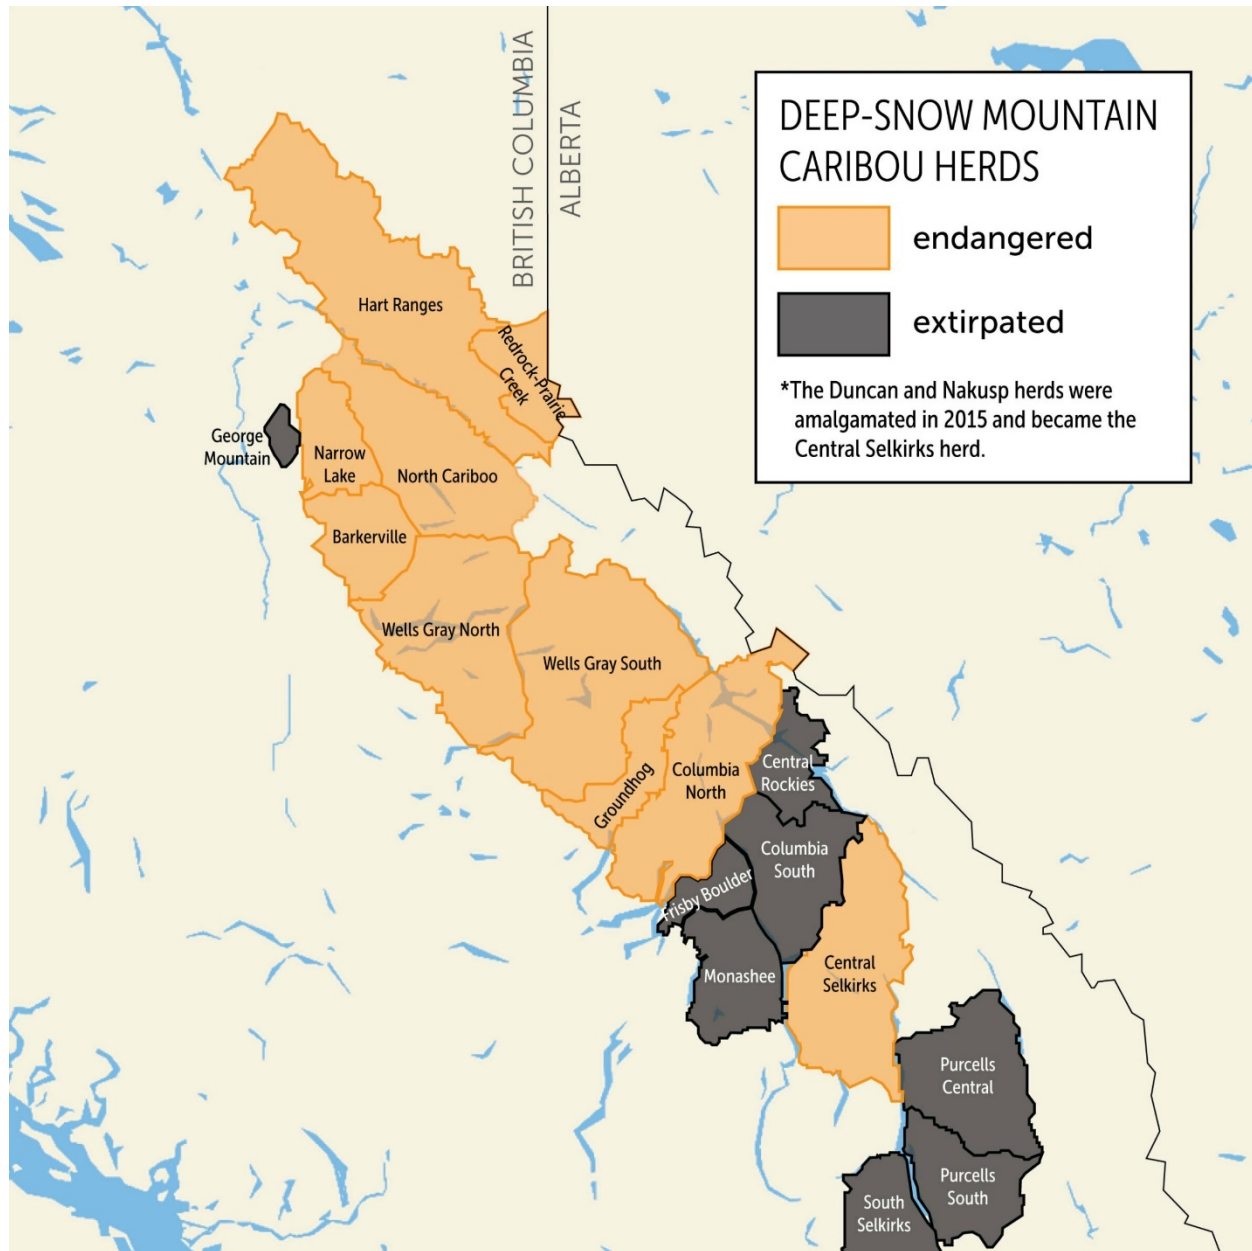 BRITISH COLUMBIA
ALBERTA
DEEP-SNOW MOUNTAIN
CARIBOU HERDS
endangered
extirpated
*The Duncan and Nakusp herds were
amalgamated in 2015 and became the
Central Selkirks herd.
Hart Ranges
Redrock-Prairie
Creek
George
Mountain
Narrow
Lake
North Cariboo
Barkerville
Wells Gray North
Wells Gray South
Groundhog
Columbia
North
Central
Rockies
Columbia
South
Frisby Boulder
Monashee
Central
Selkirks
Purcells
Central
Purcells
South
South
Selkirks